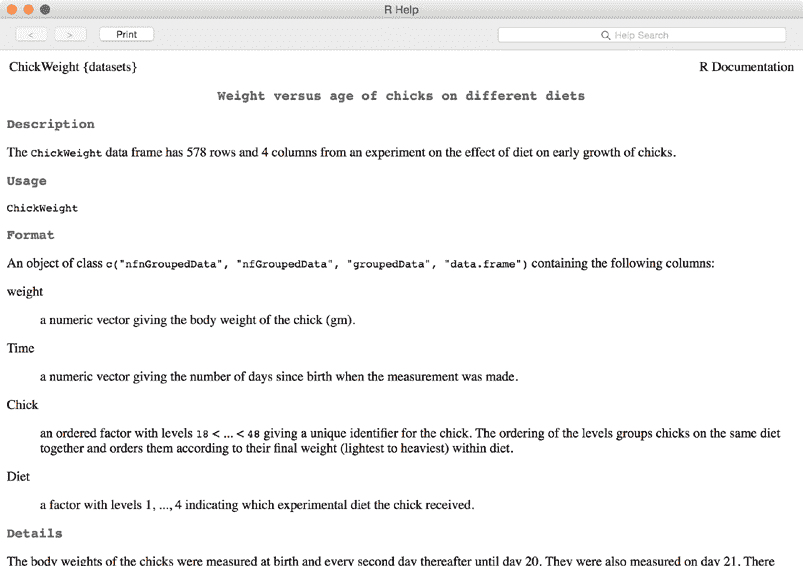 R Help
< > Print Help Search
ChickWeight {datasets} R Documentation
Weight versus age of chicks on different diets
Description
The ChickWeight data frame has 578 rows and 4 columns from an experiment on the effect of diet on early growth of chicks.
Usage
ChickWeight
Format
An object of class c("nfnGroupedData", "nfGroupedData", "groupedData", "data.frame") containing the following columns:
weight
a numeric vector giving the body weight of the chick (gm).
Time
a numeric vector giving the number of days since birth when the measurement was made.
Chick
an ordered factor with levels 18 < ... < 48 giving a unique identifier for the chick. The ordering of the levels groups chicks on the same diet
together and orders them according to their final weight (lightest to heaviest) within diet.
Diet
a factor with levels 1, ..., 4 indicating which experimental diet the chick received.
Details
The body weights of the chicks were measured at birth and every second day thereafter until day 20. They were also measured on day 21. There